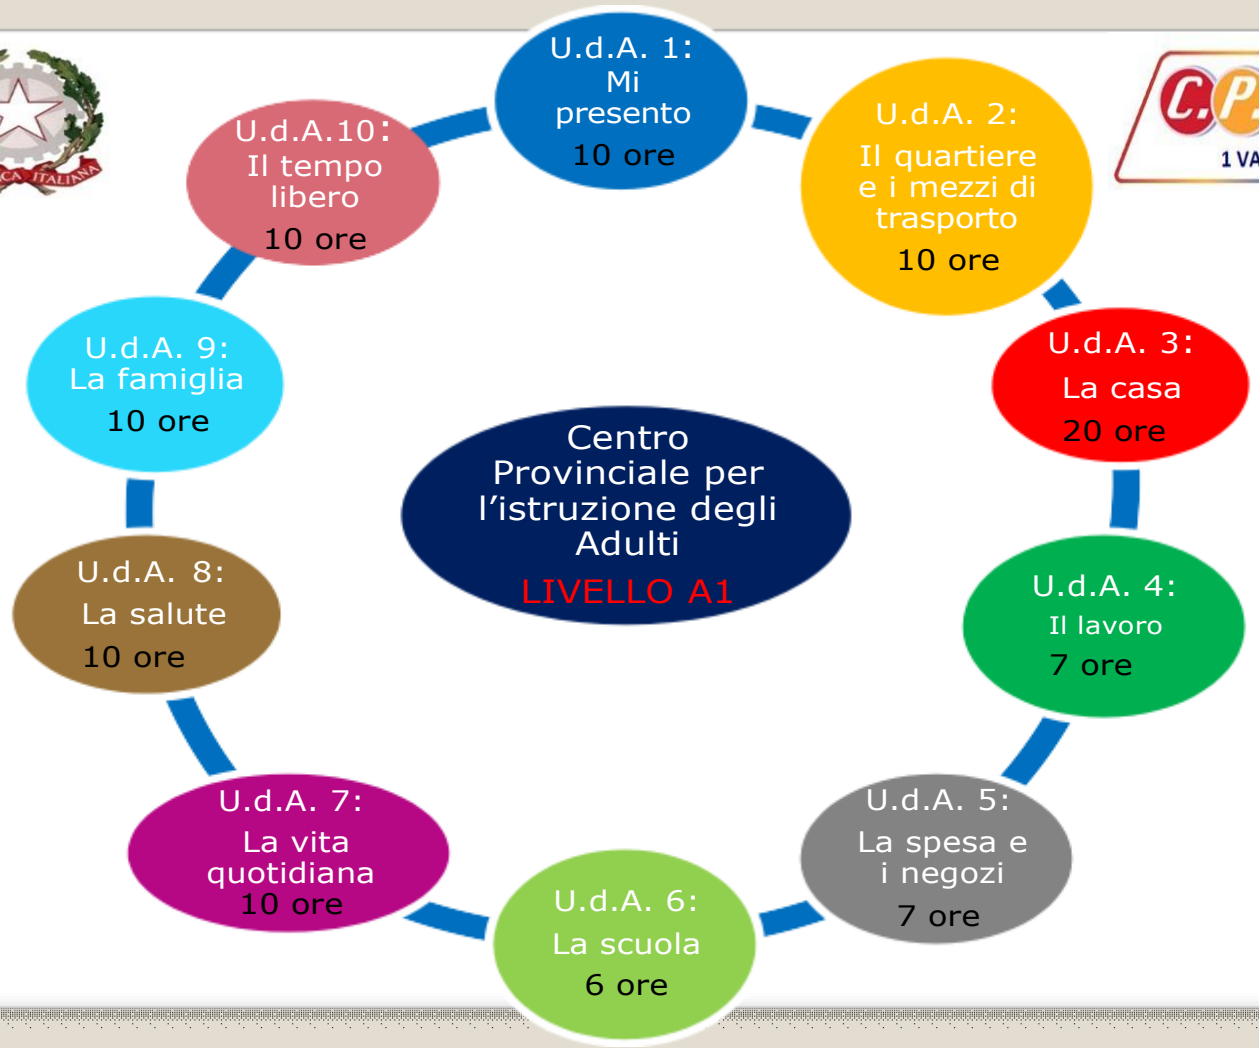 U.d.A. 1:
Mi
presento
10 ore
U.d.A. 2:
Il quartiere
e i mezzi di
trasporto
10 ore
U.d.A. 3:
La casa
20 ore
U.d.A. 4:
Il lavoro
7 ore
U.d.A. 5:
La spesa e
i negozi
7 ore
U.d.A. 6:
La scuola
6 ore
U.d.A. 7:
La vita
quotidiana
10 ore
U.d.A. 8:
La salute
10 ore
U.d.A. 9:
La famiglia
10 ore
U.d.A.10:
Il tempo
libero
10 ore
Centro
Provinciale per
l’istruzione degli
Adulti
LIVELLO A1
ITALIANA
C.P.
1 VA